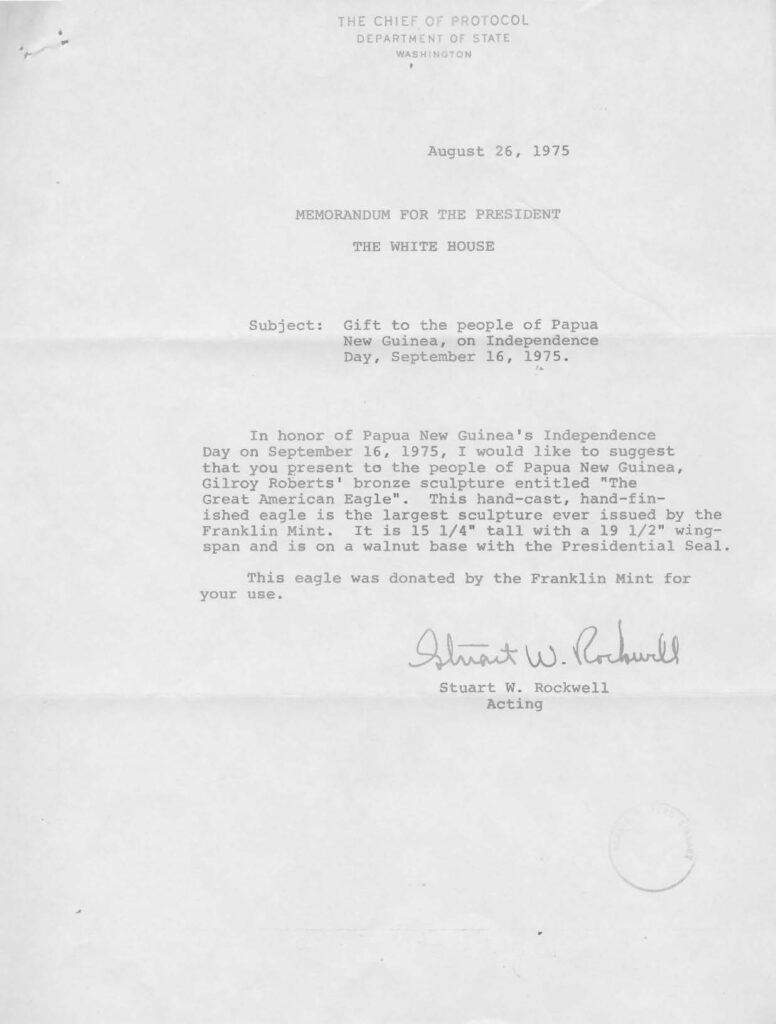 THE CHIEF OF PROTOCOL
DEPARTMENT OF STATE
WASHINGTON
August 26, 1975
MEMORANDUM FOR THE PRESIDENT
THE WHITE HOUSE
Subject: Gift to the people of Papua
New Guinea, on Independence
Day, September 16, 1975.
In honor of Papua New Guinea's Independence
Day on September 16, 1975, I would like to suggest
that you present to the people of Papua New Guinea,
Gilroy Roberts' bronze sculpture entitled "The
Great American Eagle". This hand-cast, hand-fin-
ished eagle is the largest sculpture ever issued by the
Franklin Mint. It is 15 1/4" tall with a 19 1/2" wing-
span and is on a walnut base with the Presidential Seal.
This eagle was donated by the Franklin Mint for
your use.
Stuart W. Rockwell
Stuart W. Rockwell
Acting